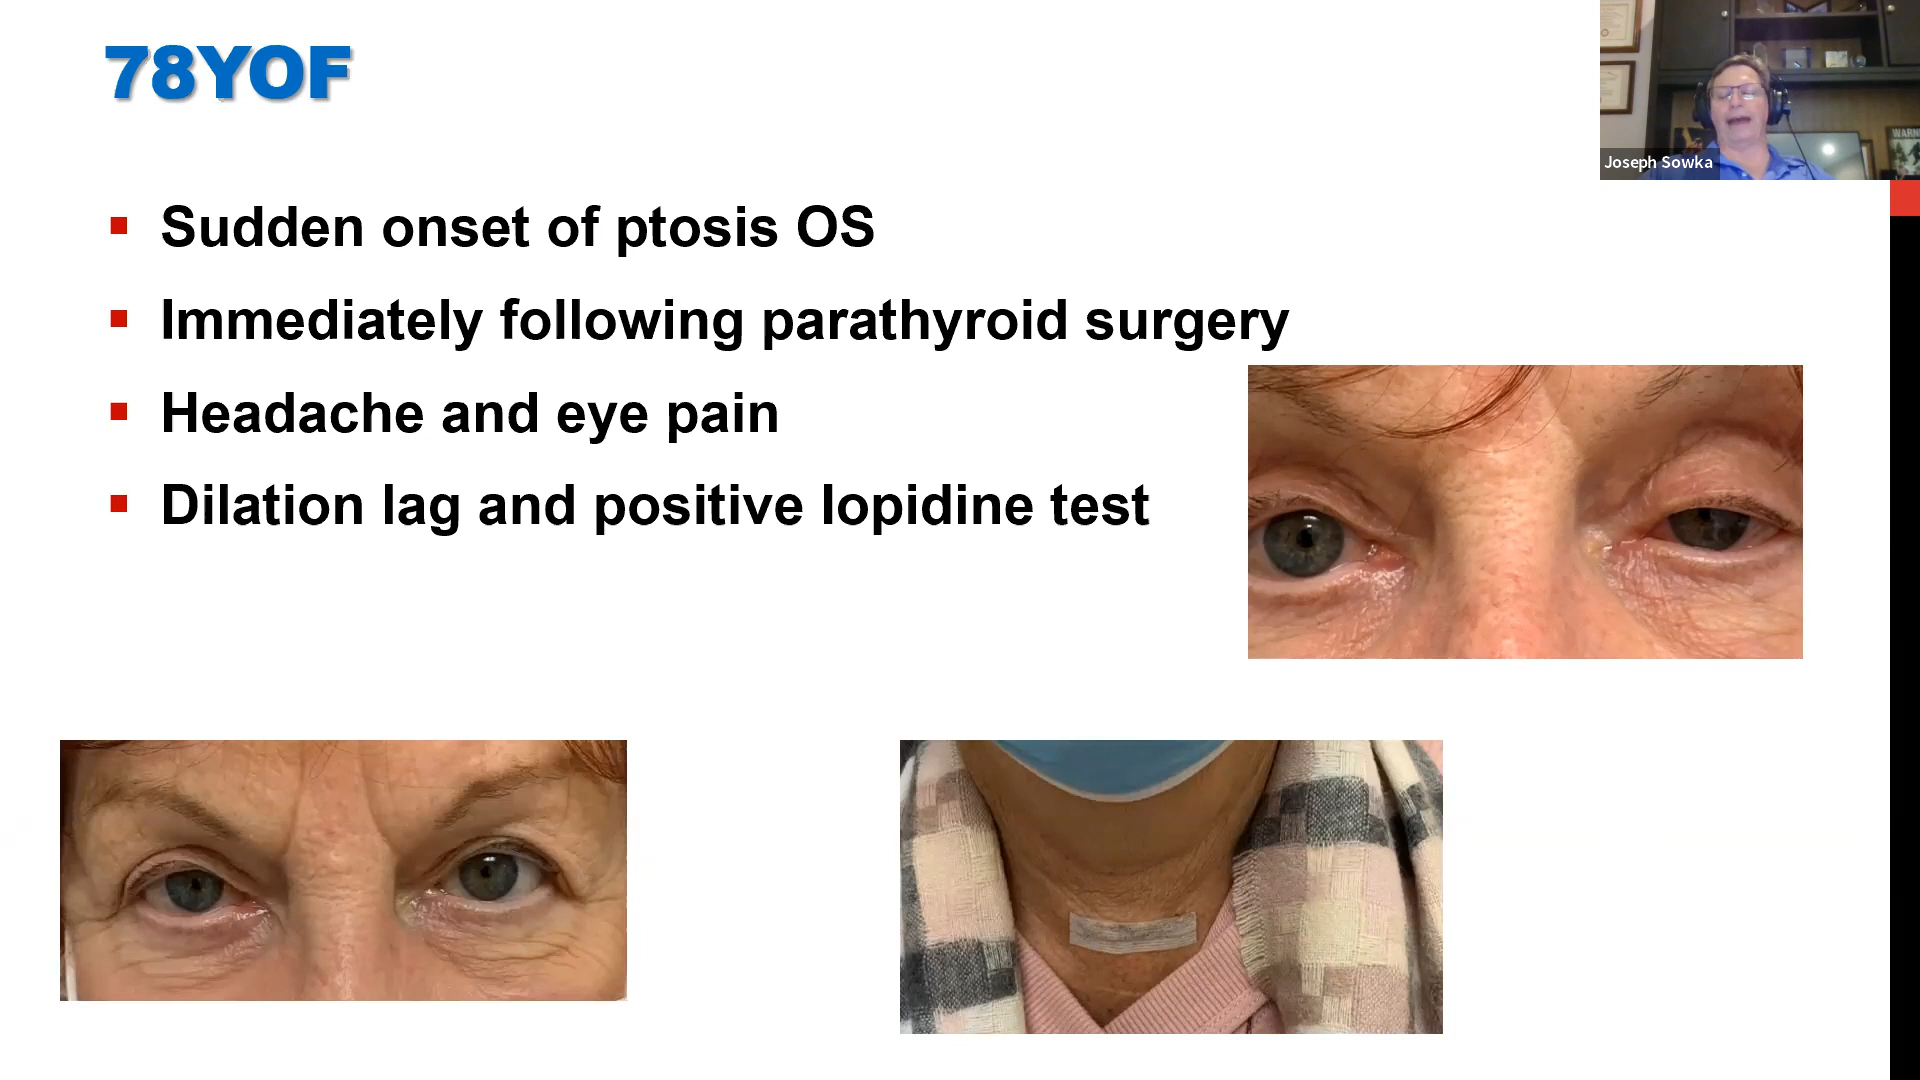 78YOF
Joseph Sowka
WARN
Sudden onset of ptosis OS
Immediately following parathyroid surgery
Headache and eye pain
Dilation lag and positive Iopidine test